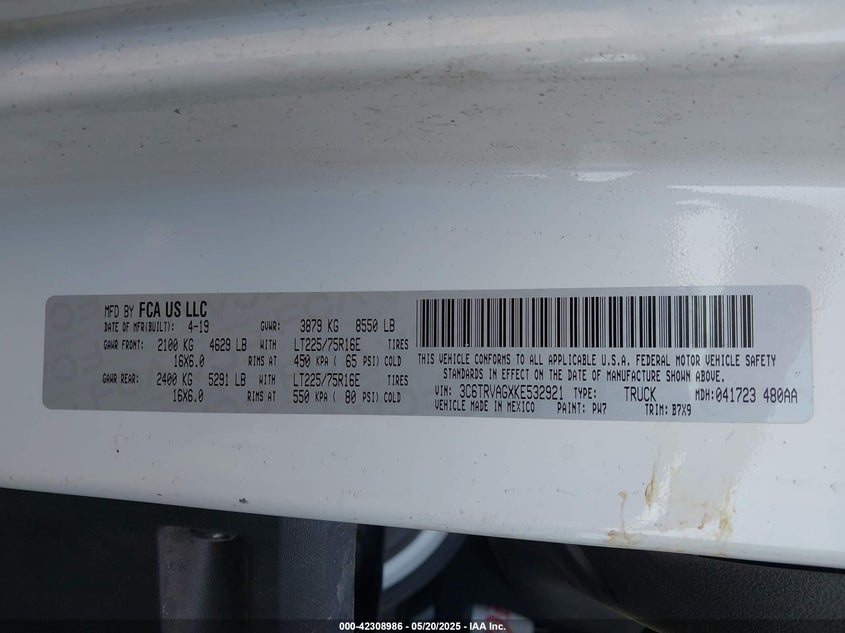 MFD BY FCA US LLC
DATE OF MFR(BUILT): 4-19 GVWR: 3879 KG 8550 LB
GAWR FRONT: 2100 KG 4629 LB WITH LT225/75R16E TIRES
16X6.0 RIMS AT 450 KPA ( 65 PSI) COLD
GAWR REAR: 2400 KG 5291 LB WITH LT225/75R16E TIRES
16X6.0 RIMS AT 550 KPA ( 80 PSI) COLD
THIS VEHICLE CONFORMS TO ALL APPLICABLE U.S.A. FEDERAL MOTOR VEHICLE SAFETY
STANDARDS IN EFFECT ON THE DATE OF MANUFACTURE SHOWN ABOVE.
VIN: 3C6TRVAGXKE532921 TYPE: TRUCK MDH:041723 480AA
VEHICLE MADE IN MEXICO PAINT: PW7 TRIM: B7X9
000-42308986 - 05/20/2025 - IAA Inc.